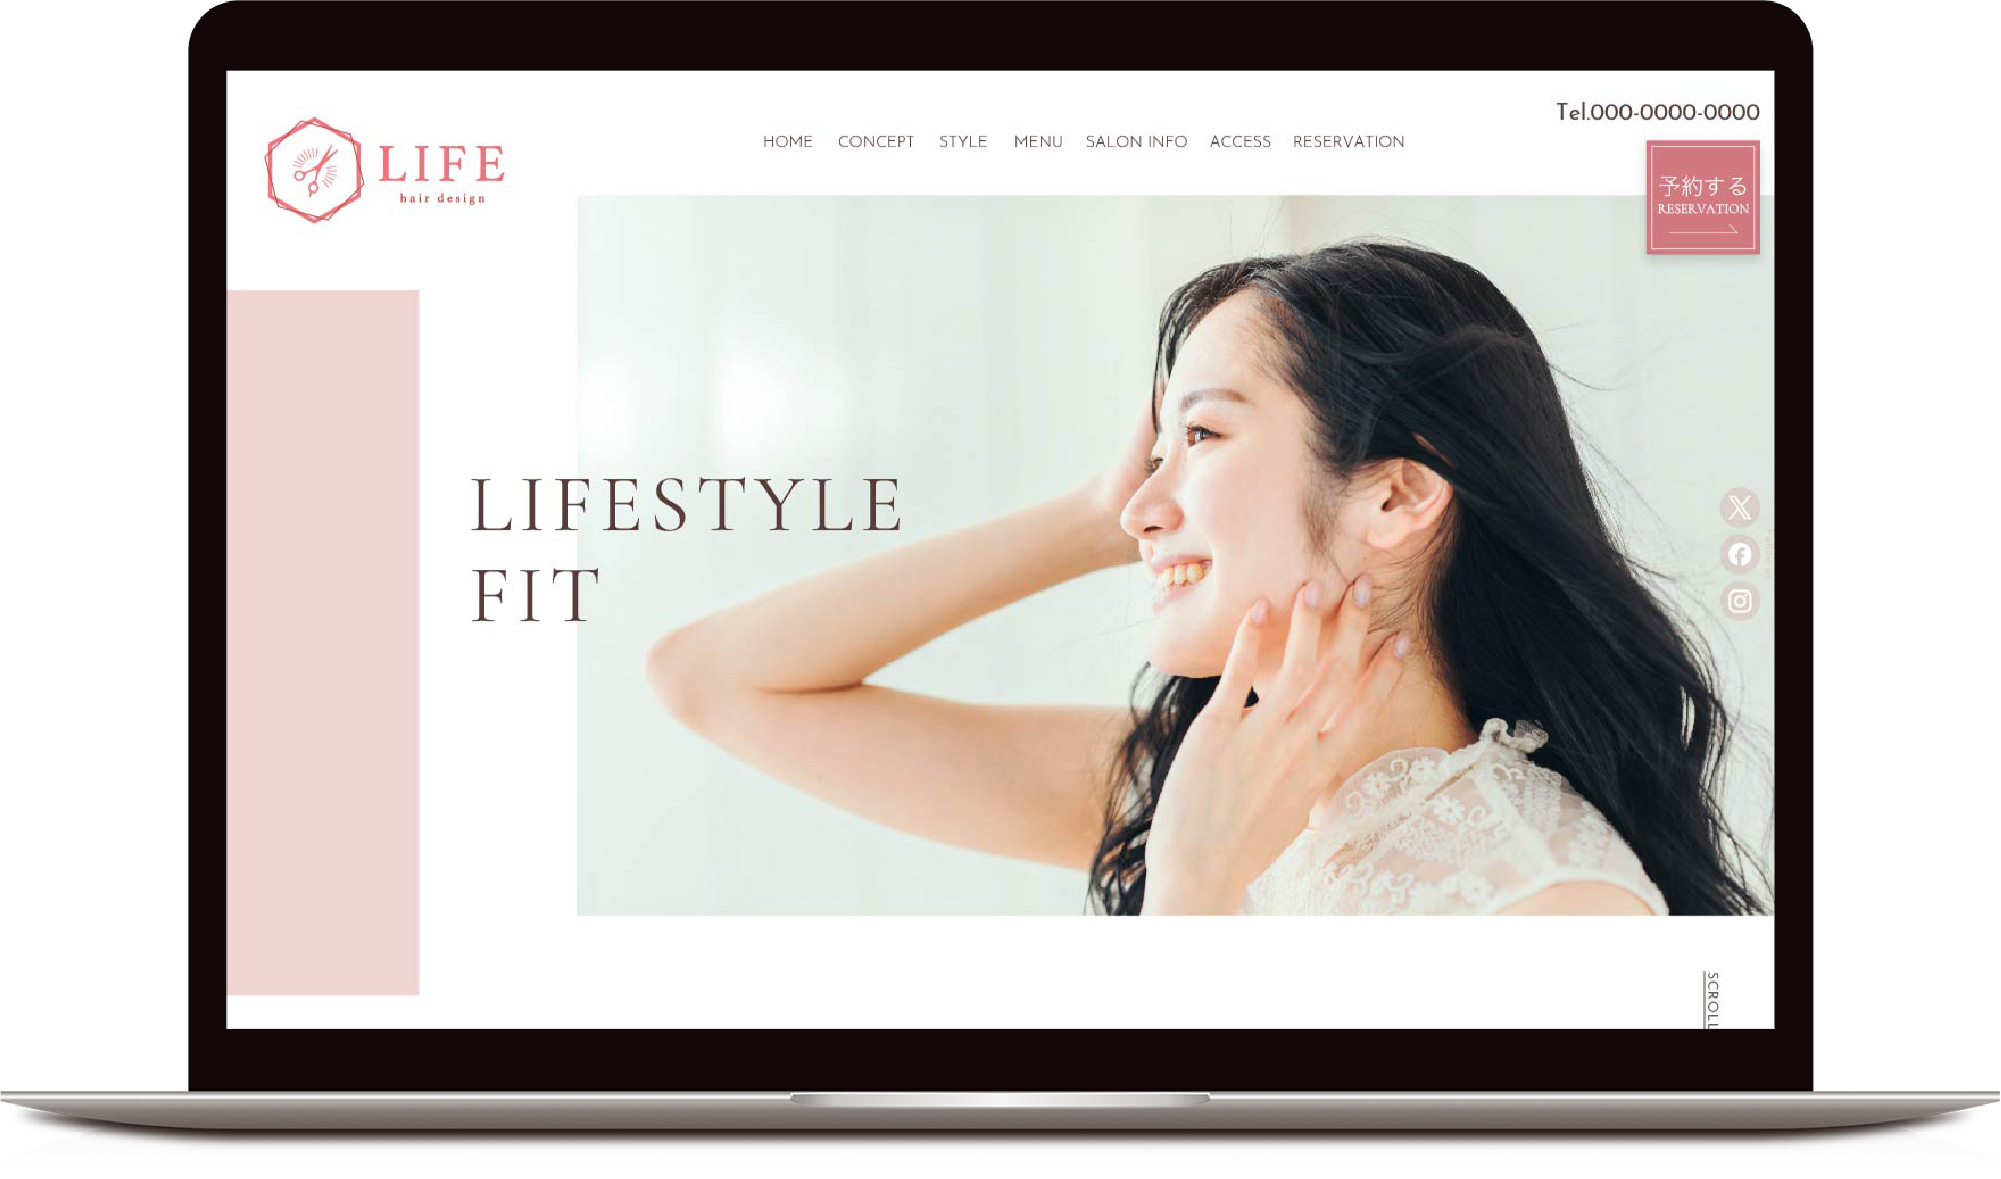 LIFE
hair design
HOME CONCEPT STYLE MENU SALON INFO ACCESS RESERVATION
Tel.000-0000-0000
予約する
RESERVATION
LIFESTYLE
FIT
SCROLL